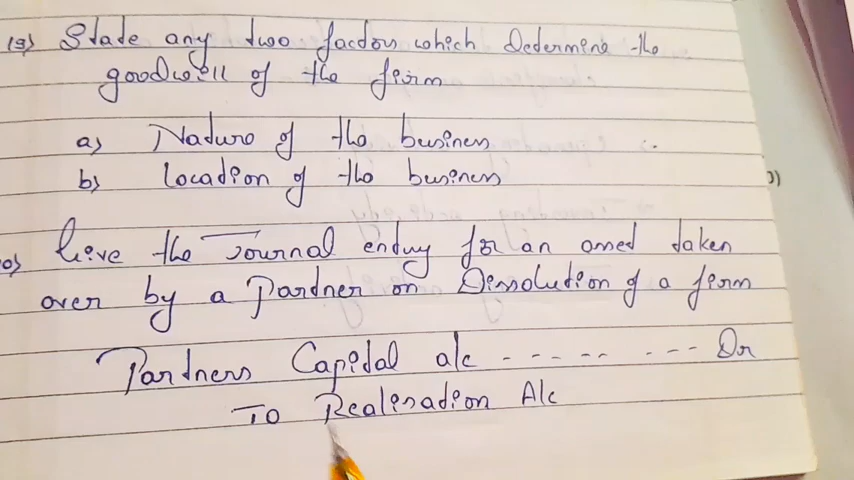 19) State any two factors which determine the
goodwill of the firm
a) Nature of the business
b) Location of the business
Give the Journal entry for an asset taken
over by a Partner on Dissolution of a firm
Partners Capital a/c - - - - - - - - Dr
To Realisation A/c